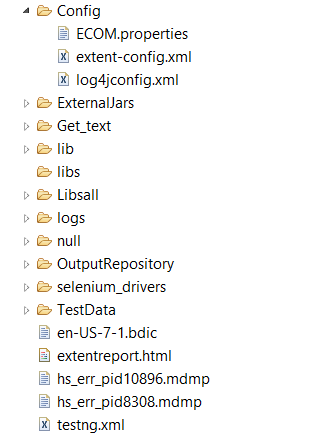 Config
ECOM.properties
extent-config.xml
log4jconfig.xml
ExternalJars
Get_text
lib
libs
Libsall
logs
null
OutputRepository
selenium_drivers
TestData
en-US-7-1.bdic
extentreport.html
hs_err_pid10896.mdmp
hs_err_pid8308.mdmp
testng.xml